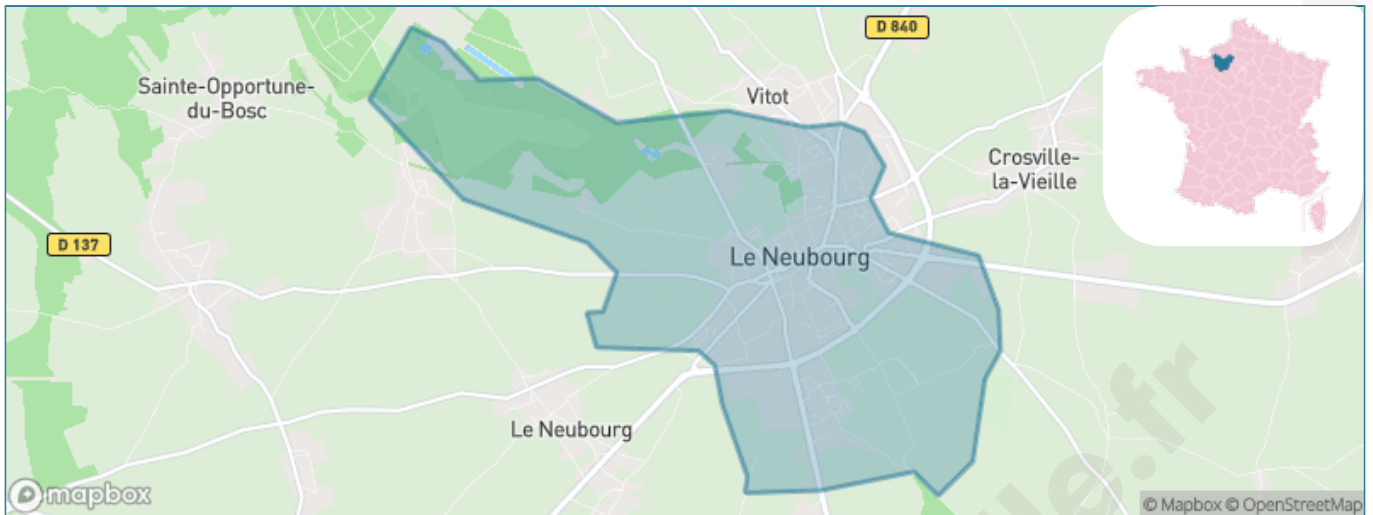 D 840
Sainte-Opportune-
du-Bosc
Vitot
Crosville-
la-Vieille
D 137
Le Neubourg
Le Neubourg
mapbox
© Mapbox © OpenStreetMap